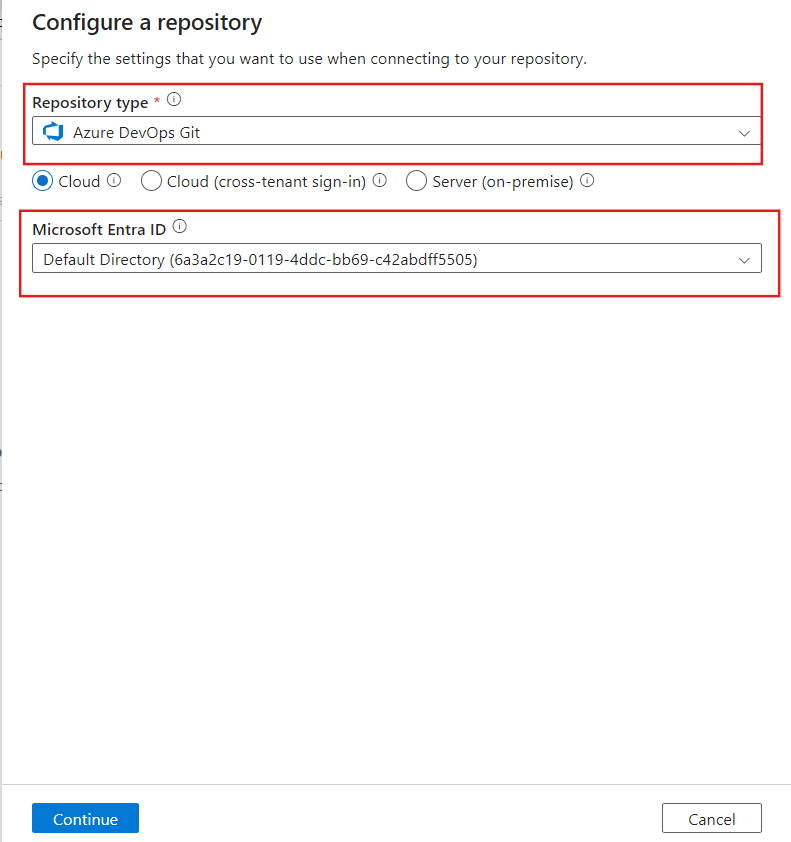 Configure a repository
Specify the settings that you want to use when connecting to your repository.
Repository type *
Azure DevOps Git
Cloud Cloud (cross-tenant sign-in) Server (on-premise)
Microsoft Entra ID
Default Directory (6a3a2c19-0119-4ddc-bb69-c42abdff5505)
Continue Cancel